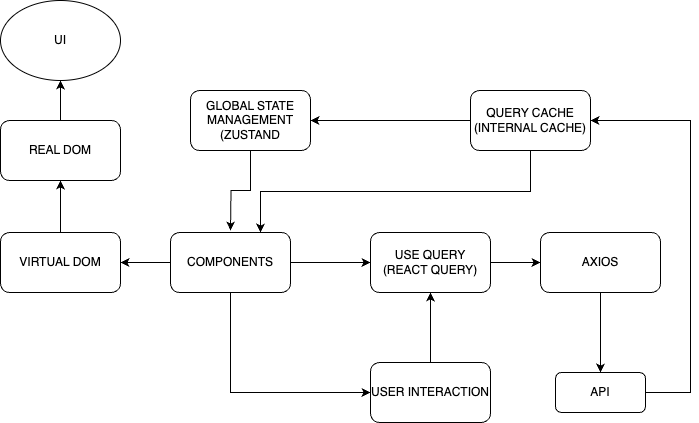 UI
GLOBAL STATE
MANAGEMENT
(ZUSTAND
QUERY CACHE
(INTERNAL CACHE)
REAL DOM
VIRTUAL DOM
COMPONENTS
USE QUERY
(REACT QUERY)
AXIOS
USER INTERACTION
API